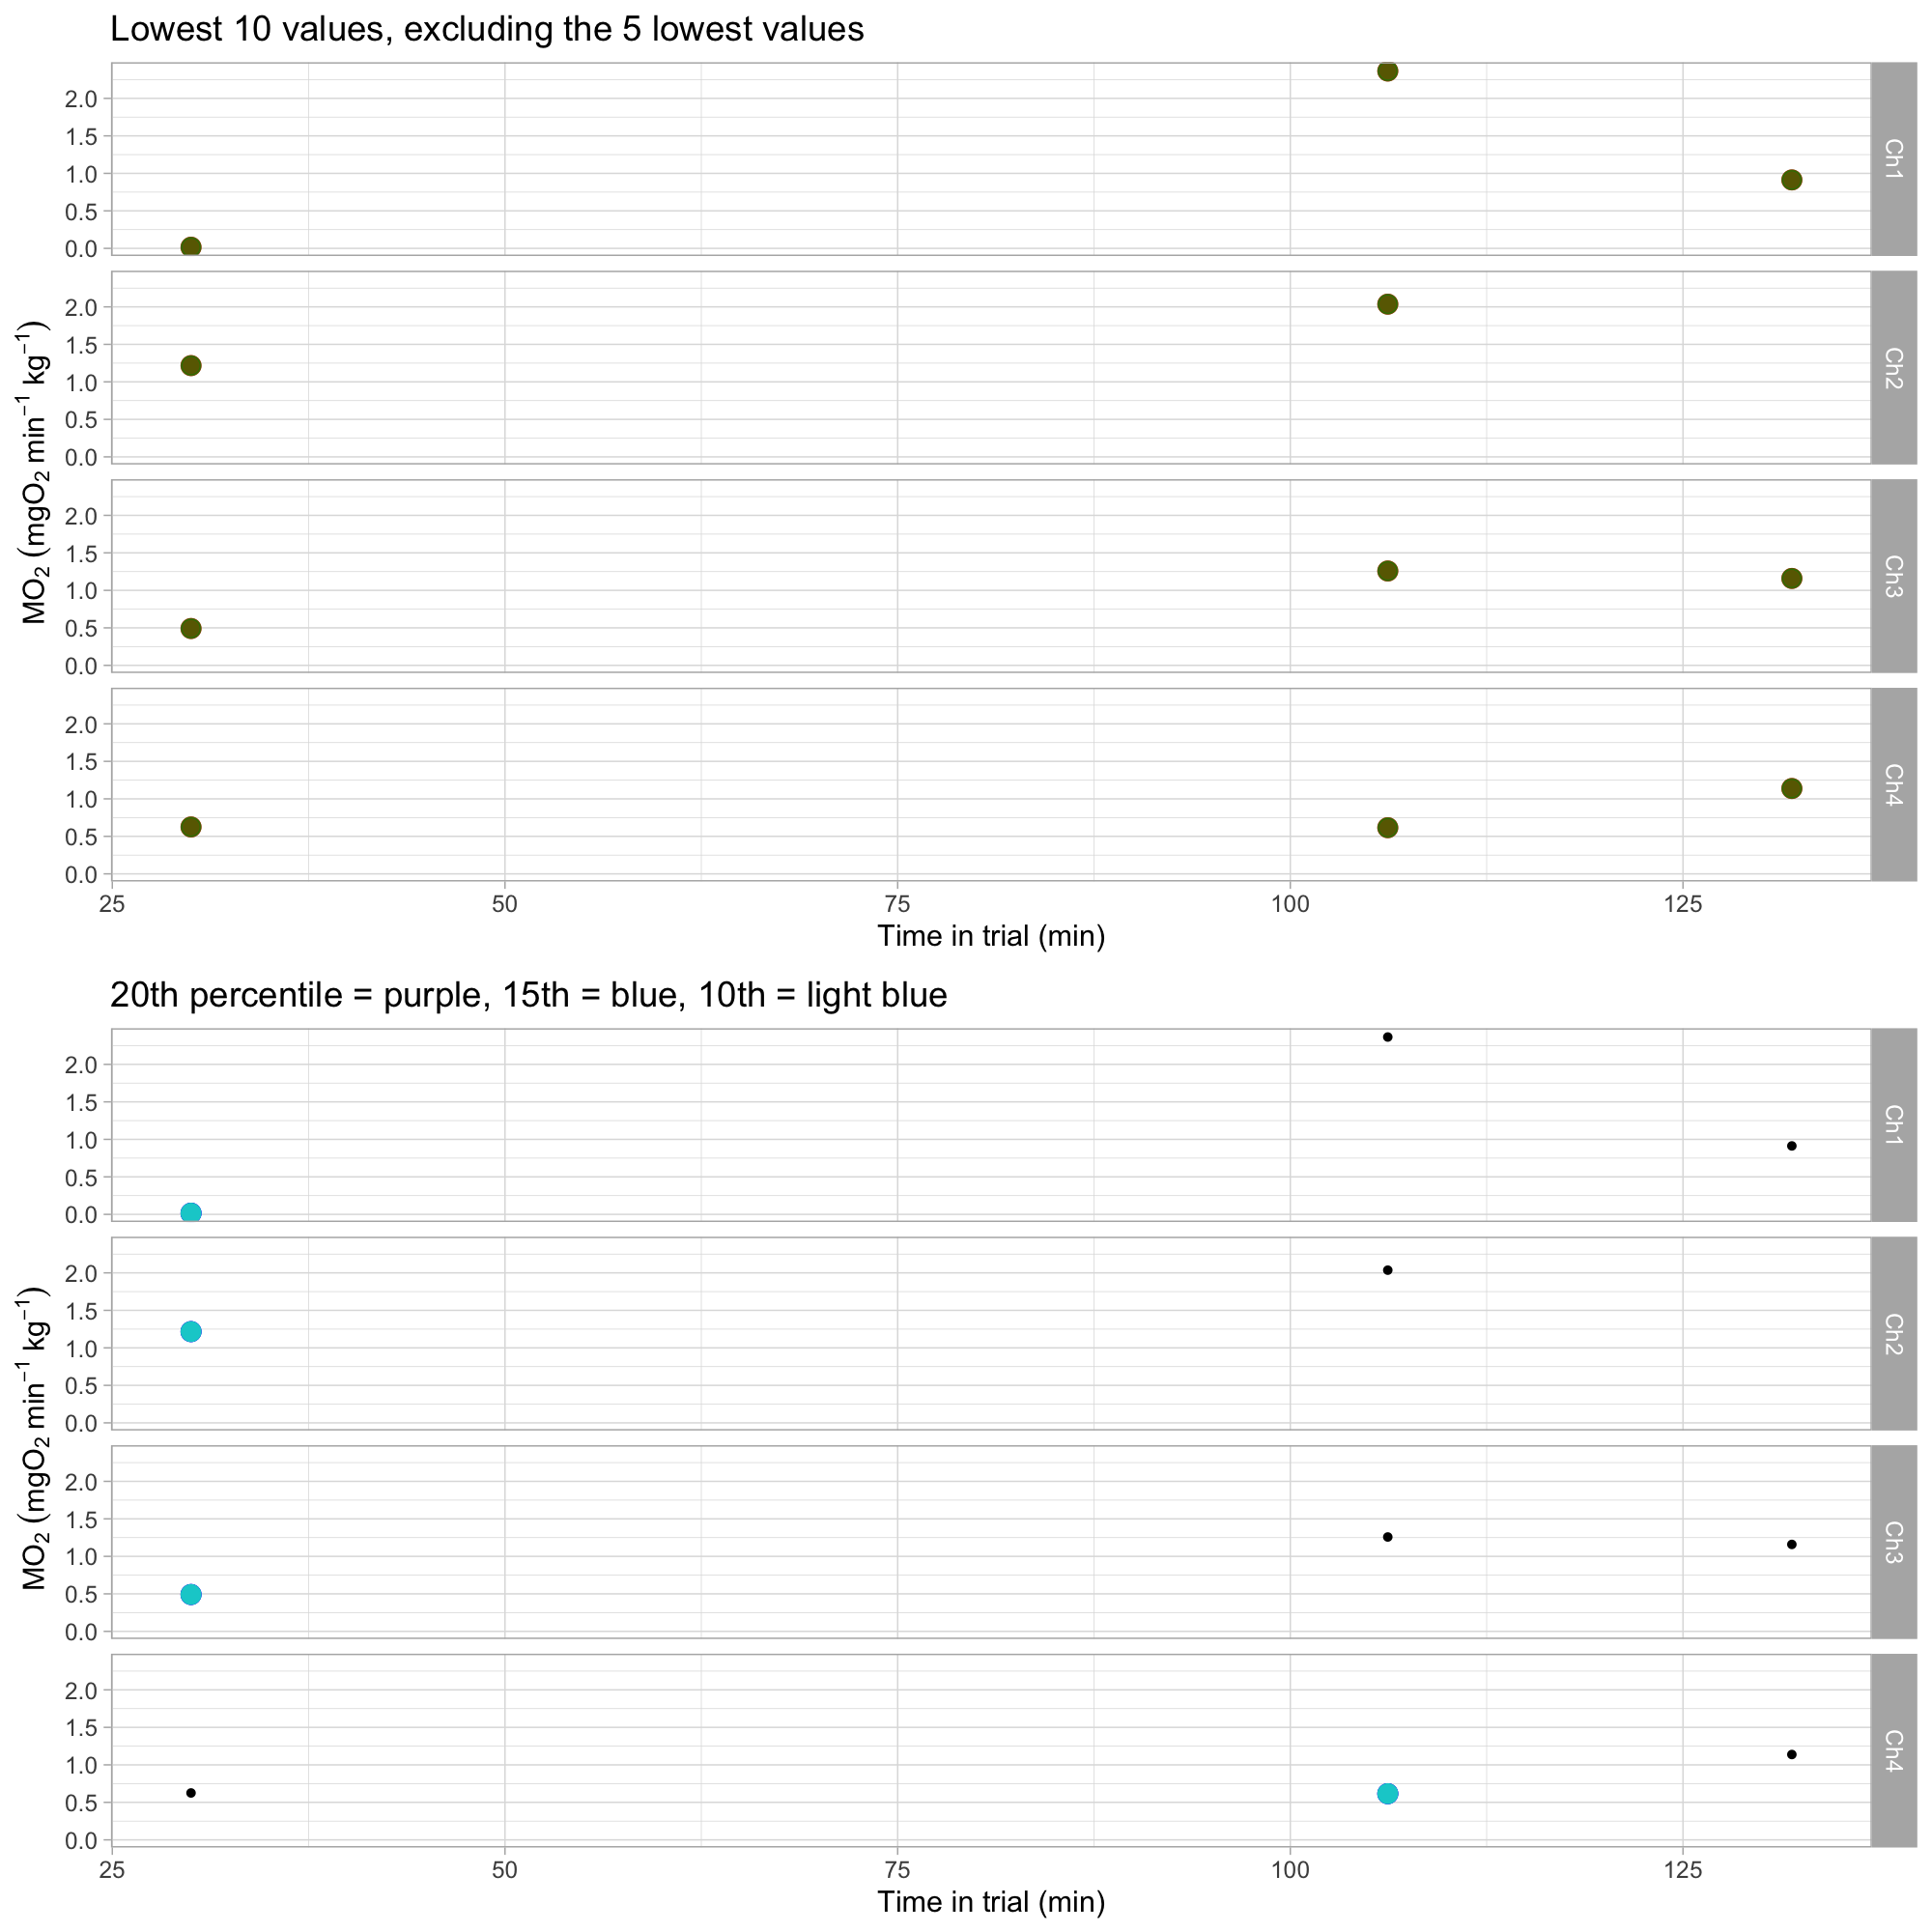 Lowest 10 values, excluding the 5 lowest values
2.0
1.5
1.0
0.5
0.0
Ch1
2.0
1.5
1.0
0.5
0.0
Ch2
MO₂ (mgO₂ min⁻¹ kg⁻¹)
2.0
1.5
1.0
0.5
0.0
Ch3
2.0
1.5
1.0
0.5
0.0
Ch4
25 50 75 100 125
Time in trial (min)
20th percentile = purple, 15th = blue, 10th = light blue
2.0
1.5
1.0
0.5
0.0
Ch1
2.0
1.5
1.0
0.5
0.0
Ch2
MO₂ (mgO₂ min⁻¹ kg⁻¹)
2.0
1.5
1.0
0.5
0.0
Ch3
2.0
1.5
1.0
0.5
0.0
Ch4
25 50 75 100 125
Time in trial (min)